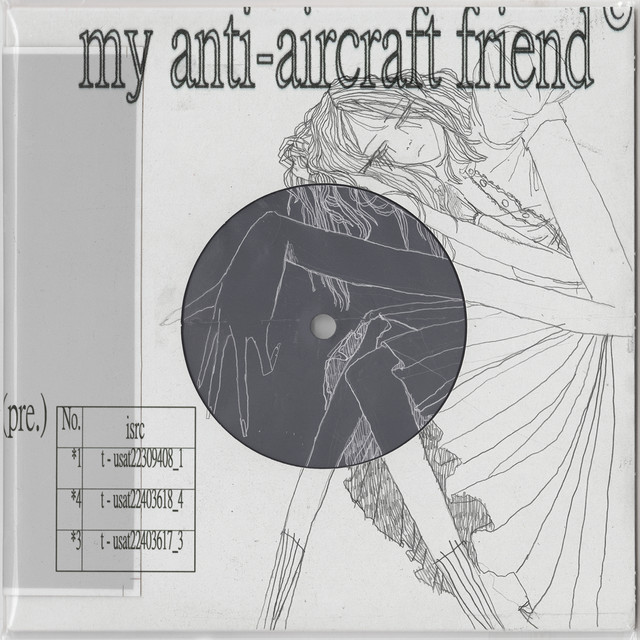 my anti-aircraft friend©
(pre.)
No. isrc
*1 t - usat22309408_1
*4 t - usat22403618_4
*3 t - usat22403617_3